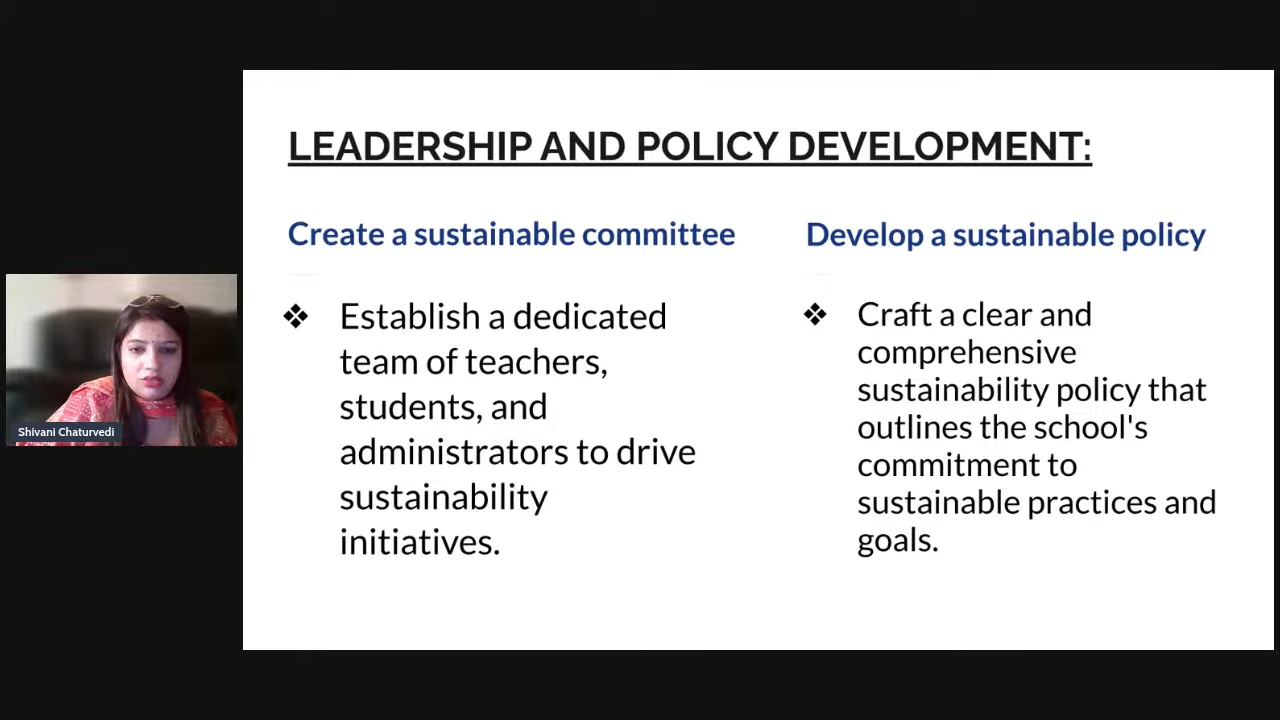 LEADERSHIP AND POLICY DEVELOPMENT:
Create a sustainable committee
❖ Establish a dedicated
team of teachers,
students, and
administrators to drive
sustainability
initiatives.
Develop a sustainable policy
❖ Craft a clear and
comprehensive
sustainability policy that
outlines the school's
commitment to
sustainable practices and
goals.
Shivani Chaturvedi